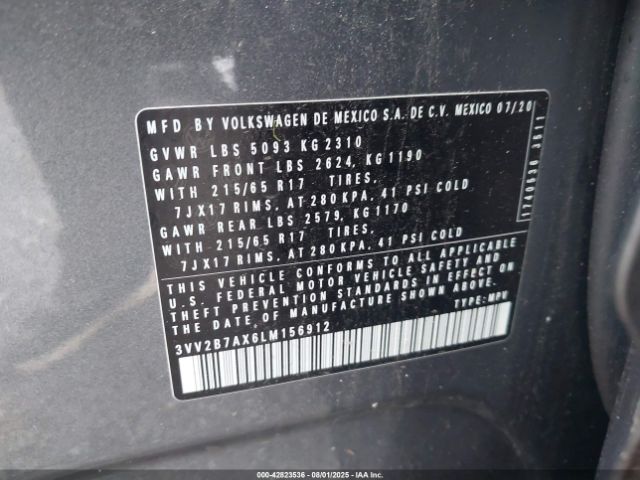 MFD BY VOLKSWAGEN DE MEXICO S.A. DE C.V. MEXICO 07/20
GVWR LBS 5093 KG 2310
GAWR FRONT LBS 2624, KG 1190
WITH 215/65 R17 TIRES,
7JX17 RIMS, AT 280 KPA, 41 PSI COLD
GAWR REAR LBS 2579, KG 1170
WITH 215/65 R17 TIRES,
7JX17 RIMS, AT 280 KPA, 41 PSI COLD
THIS VEHICLE CONFORMS TO ALL APPLICABLE
U.S. FEDERAL MOTOR VEHICLE SAFETY AND
THEFT PREVENTION STANDARDS IN EFFECT ON
THE DATE OF MANUFACTURE SHOWN ABOVE.
3VV2B7AX6LM156912 TYPE: MPV
1740936 J611
000-42823536 | 08/01/2025 | © IAA Inc.